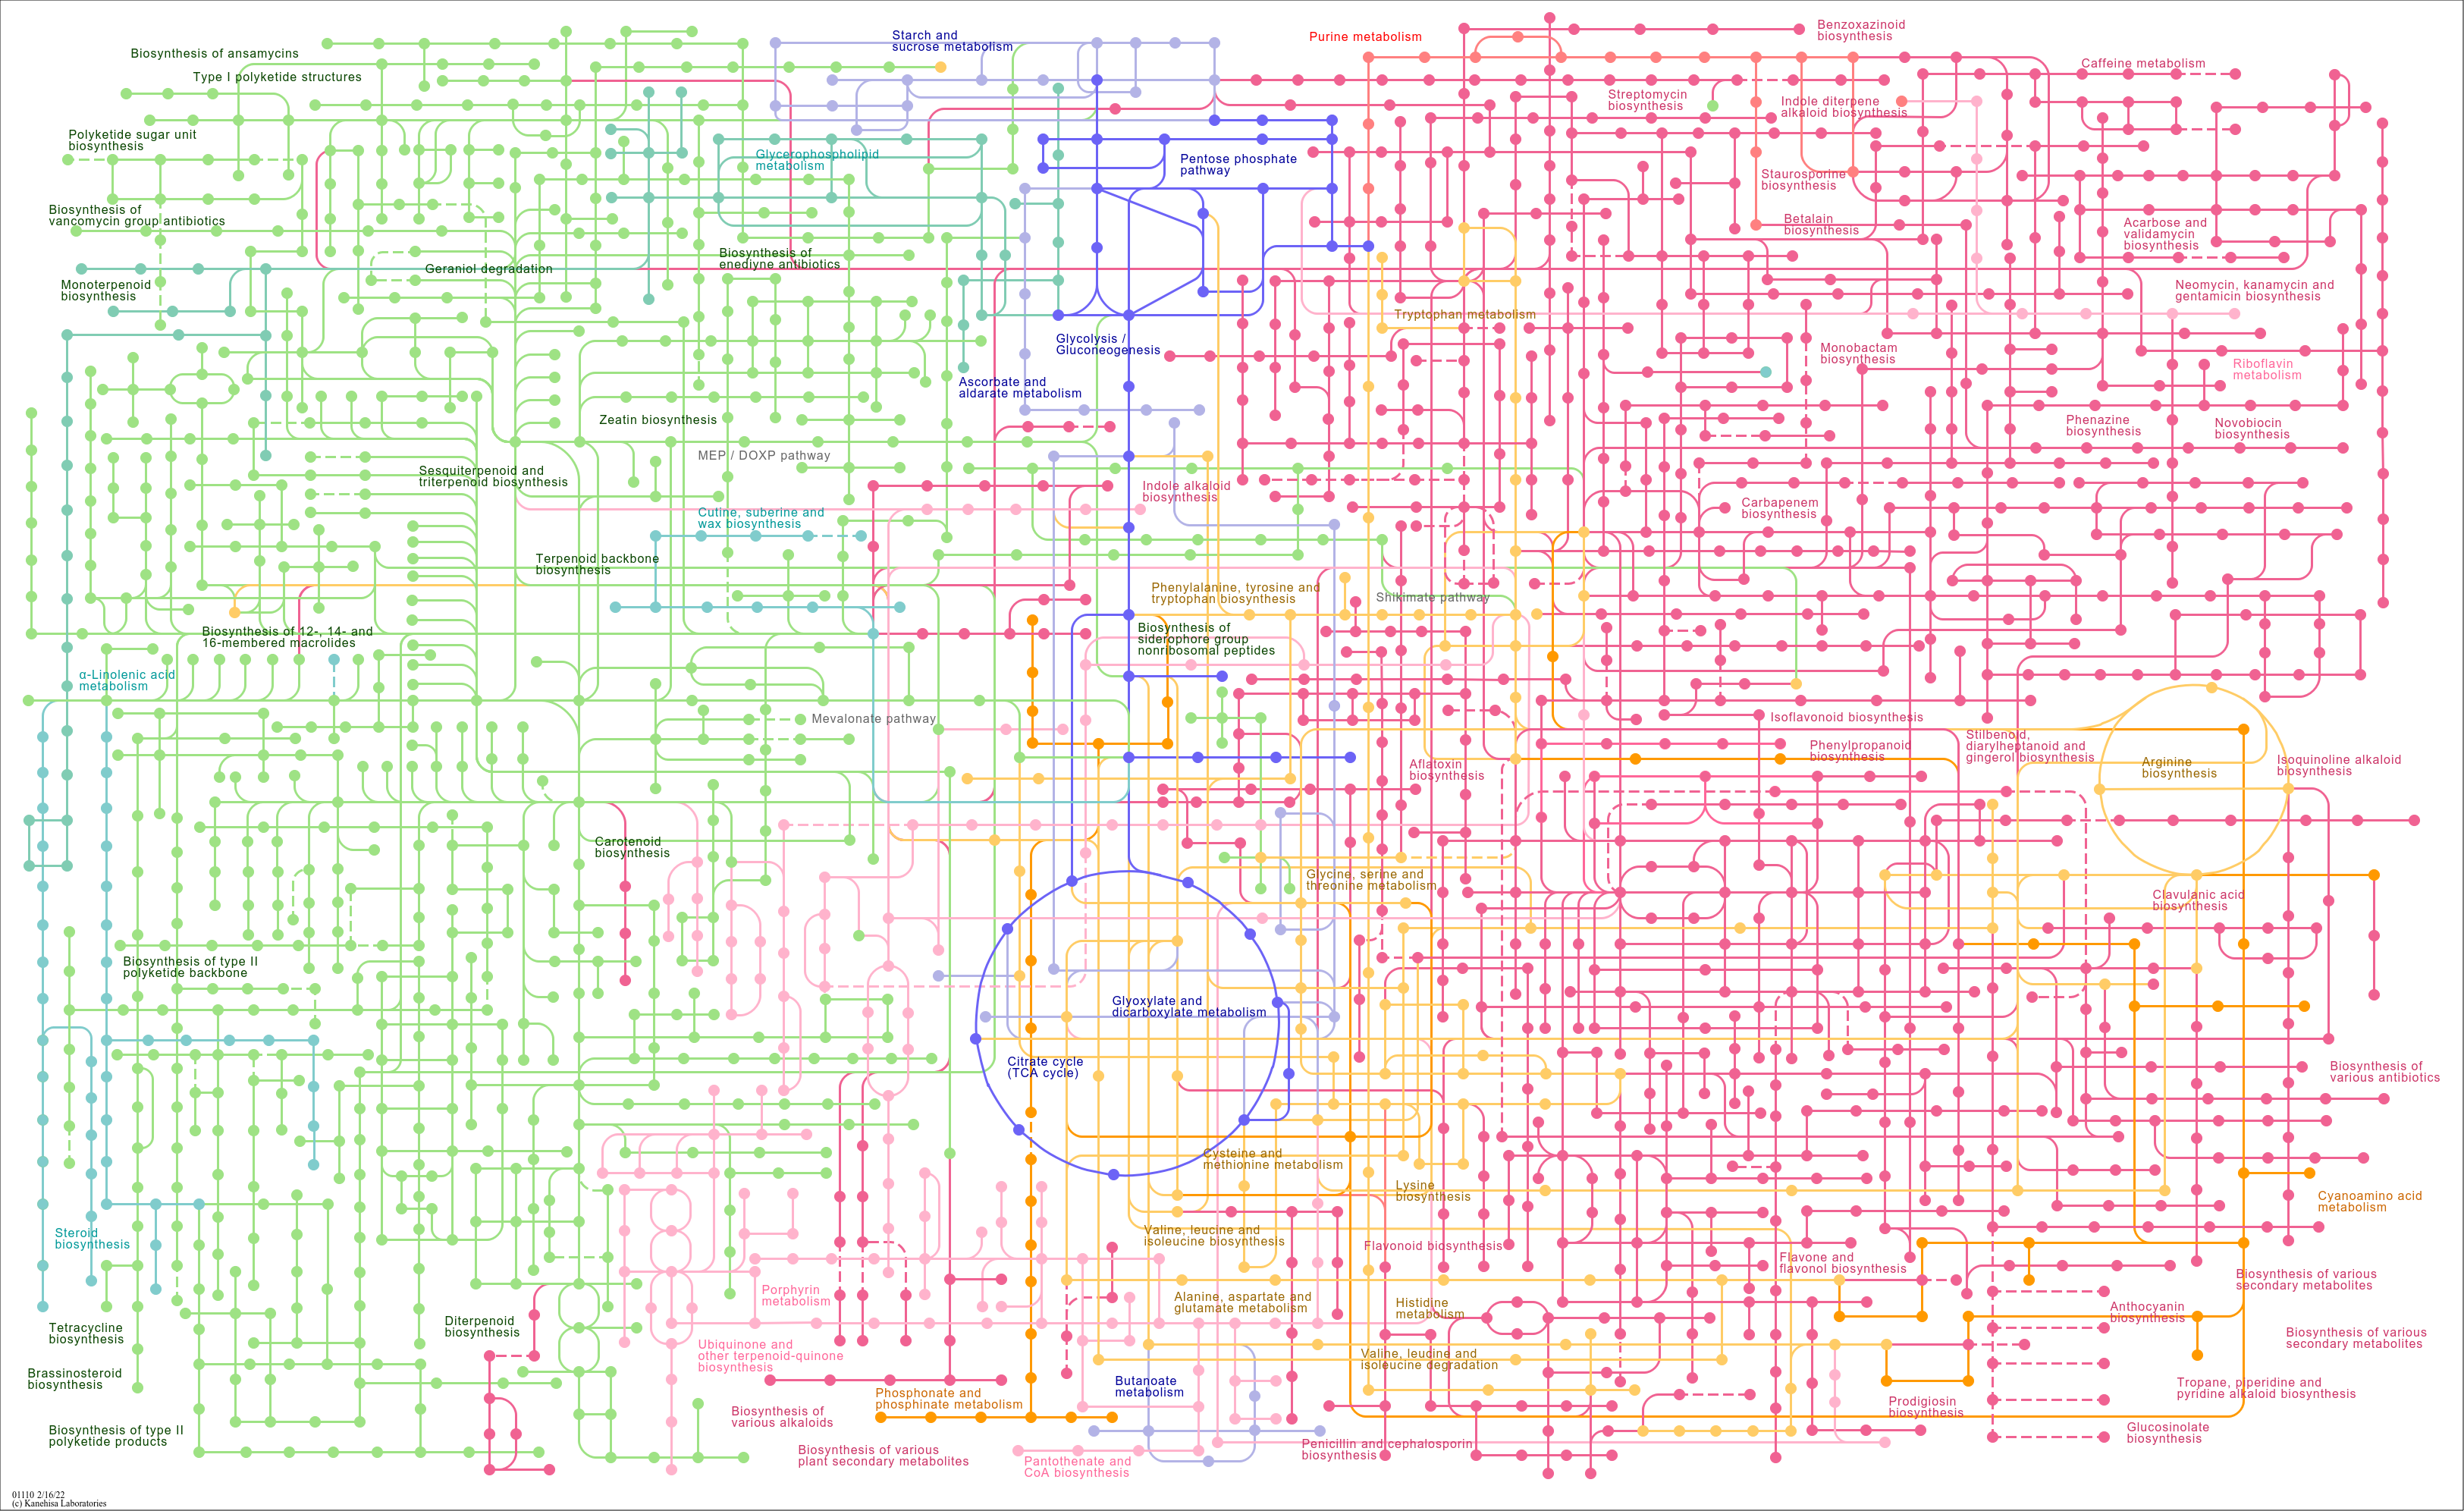 Biosynthesis of ansamycins
Type I polyketide structures
Polyketide sugar unit
biosynthesis
Biosynthesis of
vancomycin group antibiotics
Geraniol degradation
Monoterpenoid
biosynthesis
Starch and
sucrose metabolism
Glycerophospholipid
metabolism
Biosynthesis of
enediyne antibiotics
Pentose phosphate
pathway
Glycolysis /
Gluconeogenesis
Ascorbate and
aldarate metabolism
Purine metabolism
Benzoxazinoid
biosynthesis
Caffeine metabolism
Streptomycin
biosynthesis
Indole diterpene
alkaloid biosynthesis
Staurosporine
biosynthesis
Betalain
biosynthesis
Acarbose and
validamycin
biosynthesis
Neomycin, kanamycin and
gentamicin biosynthesis
Tryptophan metabolism
Monobactam
biosynthesis
Riboflavin
metabolism
Zeatin biosynthesis
MEP / DOXP pathway
Sesquiterpenoid and
triterpenoid biosynthesis
Cutine, suberine and
wax biosynthesis
Terpenoid backbone
biosynthesis
Indole alkaloid
biosynthesis
Phenazine
biosynthesis
Novobiocin
biosynthesis
Carbapenem
biosynthesis
Phenylalanine, tyrosine and
tryptophan biosynthesis
Shikimate pathway
Biosynthesis of
siderophore group
nonribosomal peptides
Biosynthesis of 12-, 14- and
16-membered macrolides
α-Linolenic acid
metabolism
Mevalonate pathway
Isoflavonoid biosynthesis
Phenylpropanoid
biosynthesis
Stilbenoid,
diarylheptanoid and
gingerol biosynthesis
Aflatoxin
biosynthesis
Arginine
biosynthesis
Isoquinoline alkaloid
biosynthesis
Carotenoid
biosynthesis
Glycine, serine and
threonine metabolism
Clavulanic acid
biosynthesis
Biosynthesis of type II
polyketide backbone
Glyoxylate and
dicarboxylate metabolism
Citrate cycle
(TCA cycle)
Biosynthesis of
various antibiotics
Cysteine and
methionine metabolism
Lysine
biosynthesis
Cyanoamino acid
metabolism
Steroid
biosynthesis
Valine, leucine and
isoleucine biosynthesis
Flavonoid biosynthesis
Flavone and
flavonol biosynthesis
Biosynthesis of various
secondary metabolites
Porphyrin
metabolism
Alanine, aspartate and
glutamate metabolism
Histidine
metabolism
Anthocyanin
biosynthesis
Tetracycline
biosynthesis
Diterpenoid
biosynthesis
Biosynthesis of various
secondary metabolites
Ubiquinone and
other terpenoid-quinone
biosynthesis
Valine, leucine and
isoleucine degradation
Brassinosteroid
biosynthesis
Butanoate
metabolism
Tropane, piperidine and
pyridine alkaloid biosynthesis
Phosphonate and
phosphinate metabolism
Prodigiosin
biosynthesis
Biosynthesis of
various alkaloids
Biosynthesis of type II
polyketide products
Glucosinolate
biosynthesis
Biosynthesis of various
plant secondary metabolites
Penicillin and cephalosporin
biosynthesis
Pantothenate and
CoA biosynthesis
01110 2/16/22
(c) Kanehisa Laboratories